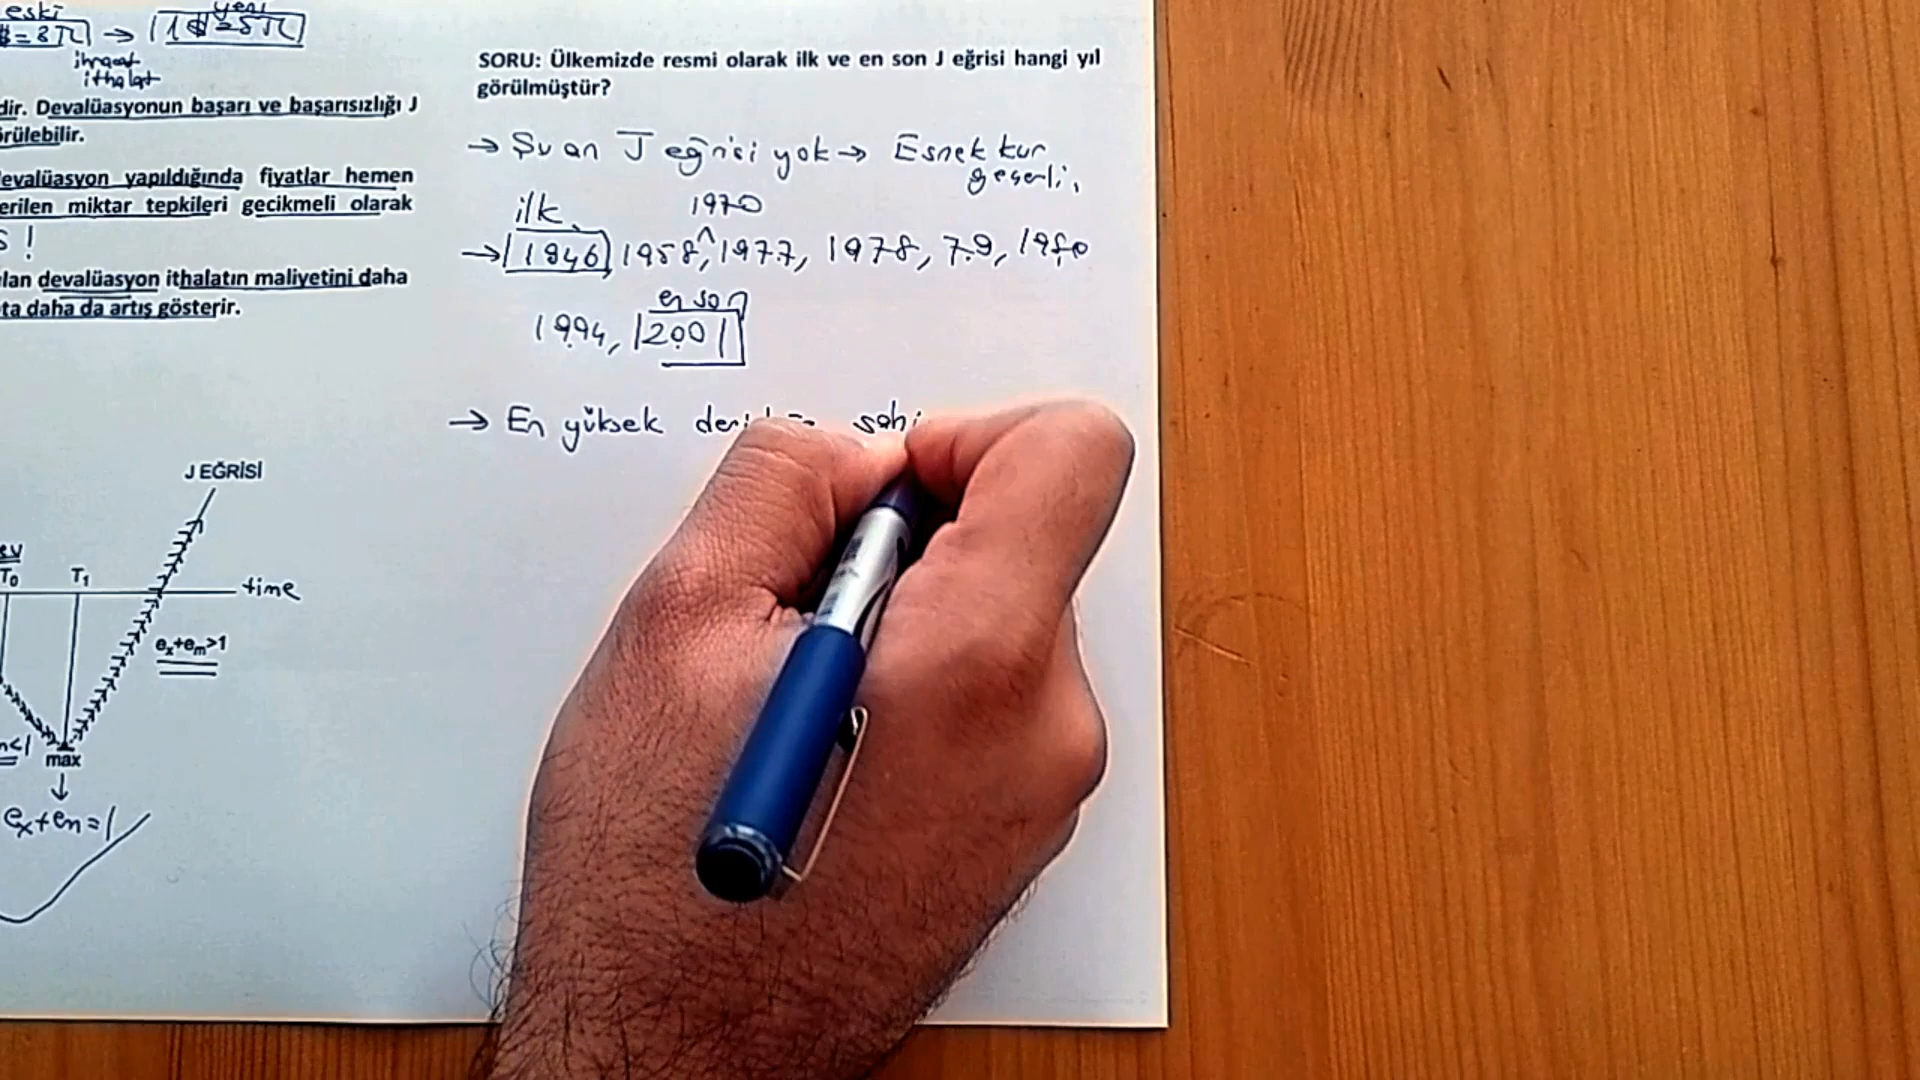 eski yeni
$=3TL → 1$=5TL
ihracat
ithalat
dir. Devalüasyonun başarı ve başarısızlığı J
örülebilir.
evalüasyon yapıldığında fiyatlar hemen
erilen miktar tepkileri gecikmeli olarak
s !
lan devalüasyon ithalatın maliyetini daha
ta daha da artış gösterir.
J EĞRİSİ
T₀ T₁
time
eₓ+eₘ>1
<1
max
↓
eₓ+em=1
SORU: Ülkemizde resmi olarak ilk ve en son J eğrisi hangi yıl
görülmüştür?
→ Şu an J eğrisi yok → Esnek kur
geçerli,
ilk 1970
→ 1946, 1958, 1977, 1978, 79, 1980
en son
1994, 2001
→ En yüksek